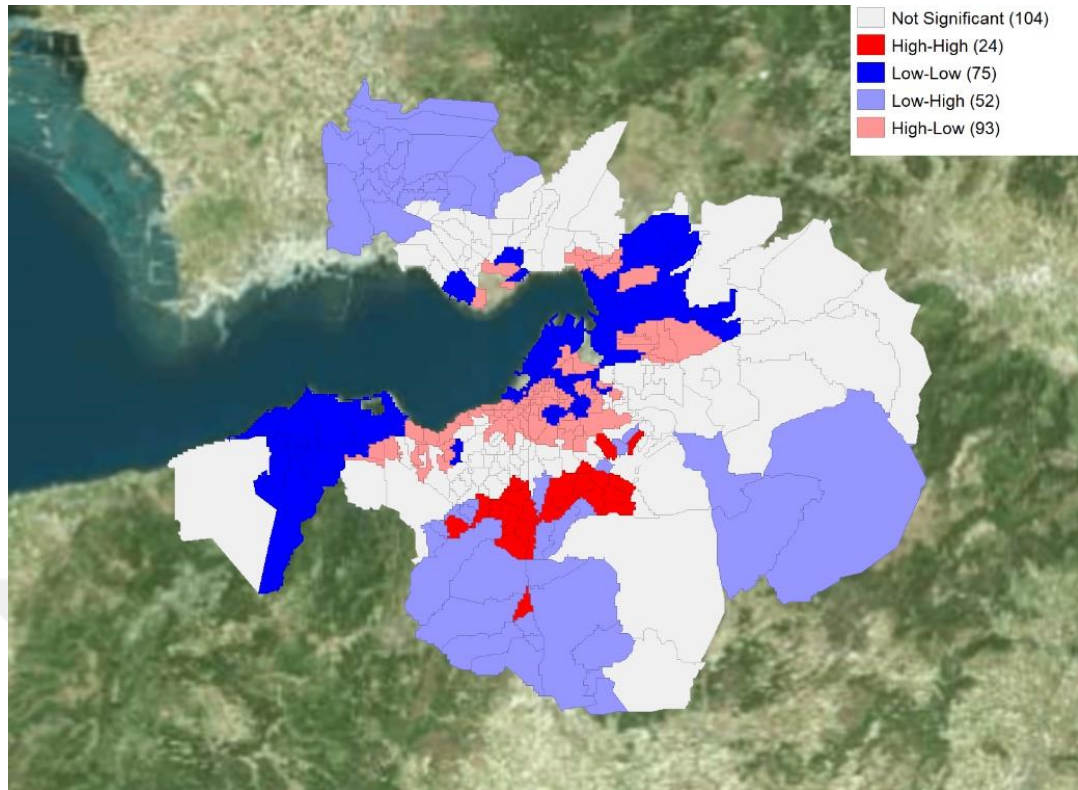 Not Significant (104)
High-High (24)
Low-Low (75)
Low-High (52)
High-Low (93)